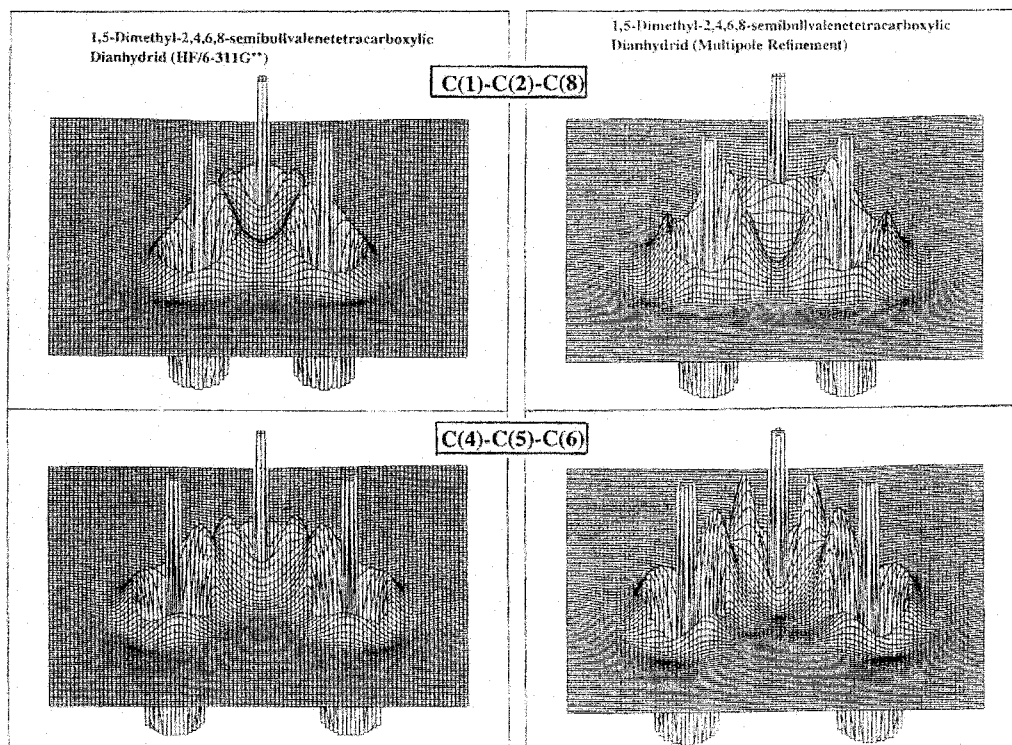 1,5-Dimethyl-2,4,6,8-semibullvalenetetracarboxylic
Dianhydrid (HF/6-311G**)
1,5-Dimethyl-2,4,6,8-semibullvalenetetracarboxylic
Dianhydrid (Multipole Refinement)
C(1)-C(2)-C(8)
C(4)-C(5)-C(6)